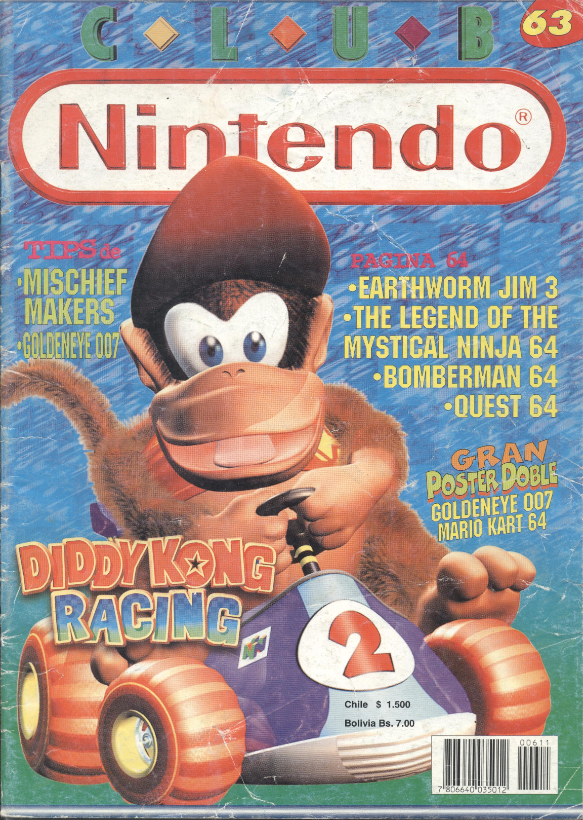 CLUB
63
Nintendo®
TIPS de
•MISCHIEF
MAKERS
•GOLDENEYE 007
PAGINA 64
•EARTHWORM JIM 3
•THE LEGEND OF THE
MYSTICAL NINJA 64
•BOMBERMAN 64
•QUEST 64
GRAN
POSTER DOBLE
GOLDENEYE 007
MARIO KART 64
DIDDY KONG
RACING
2
Chile $ 1.500
Bolivia Bs. 7.00
00611
7 806640 035012